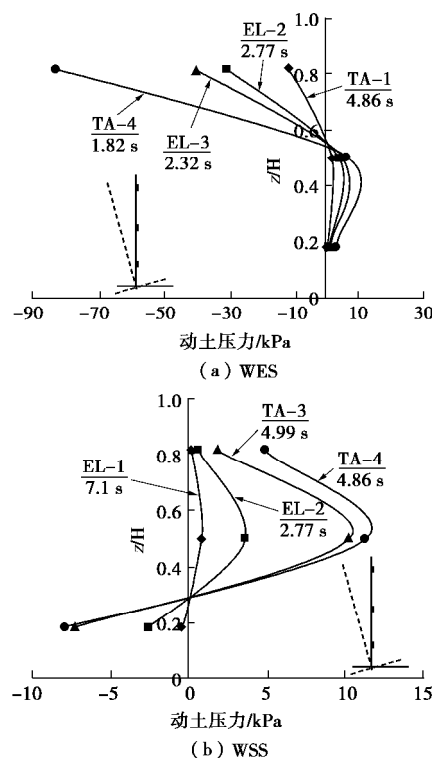 1.0
EL-2
2.77 s
0.8
TA-1
4.86 s
TA-4
1.82 s
EL-3
2.32 s
z/H
0.4
0.2
0
-90 -70 -50 -30 -10 10 30
动土压力/kPa
(a) WES
1.0
TA-3
4.99 s
0.8
EL-1
7.1 s
TA-4
4.86 s
z/H
0.6
EL-2
2.77 s
0.4
0.2
0
-10 -5 0 5 10 15
动土压力/kPa
(b) WSS